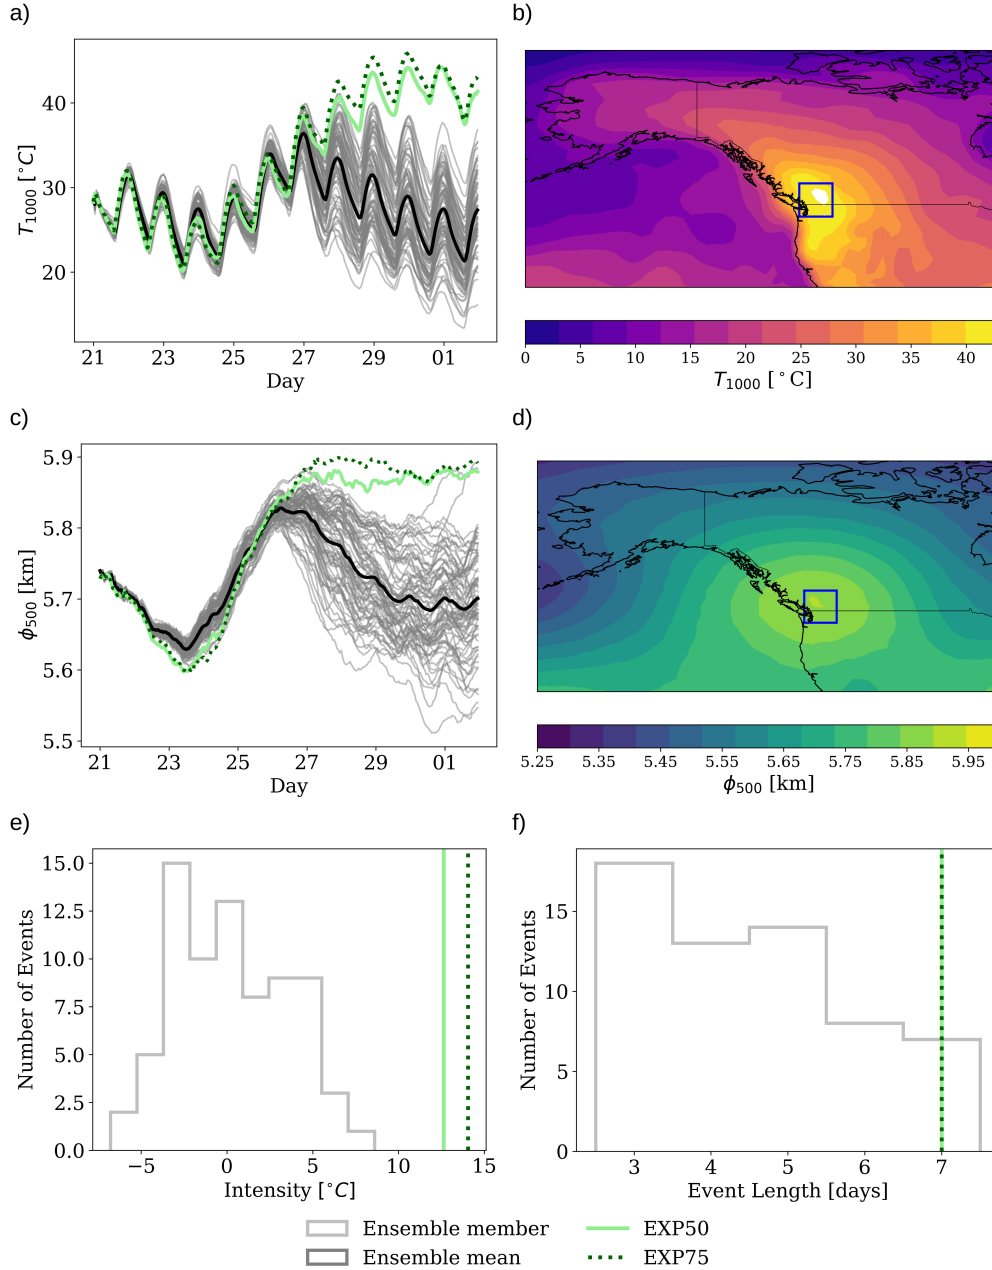 a)
b)
T1000 [°C]
40
30
20
21 23 25 27 29 01
Day
0 5 10 15 20 25 30 35 40
T1000 [°C]
c)
d)
ϕ500 [km]
5.9
5.8
5.7
5.6
5.5
21 23 25 27 29 01
Day
5.25 5.35 5.45 5.55 5.65 5.75 5.85 5.95
ϕ500 [km]
e)
f)
Number of Events
15.0
12.5
10.0
7.5
5.0
2.5
0.0
−5 0 5 10 15
Intensity [°C]
Number of Events
15
10
5
0
3 4 5 6 7
Event Length [days]
Ensemble member
EXP50
Ensemble mean
EXP75